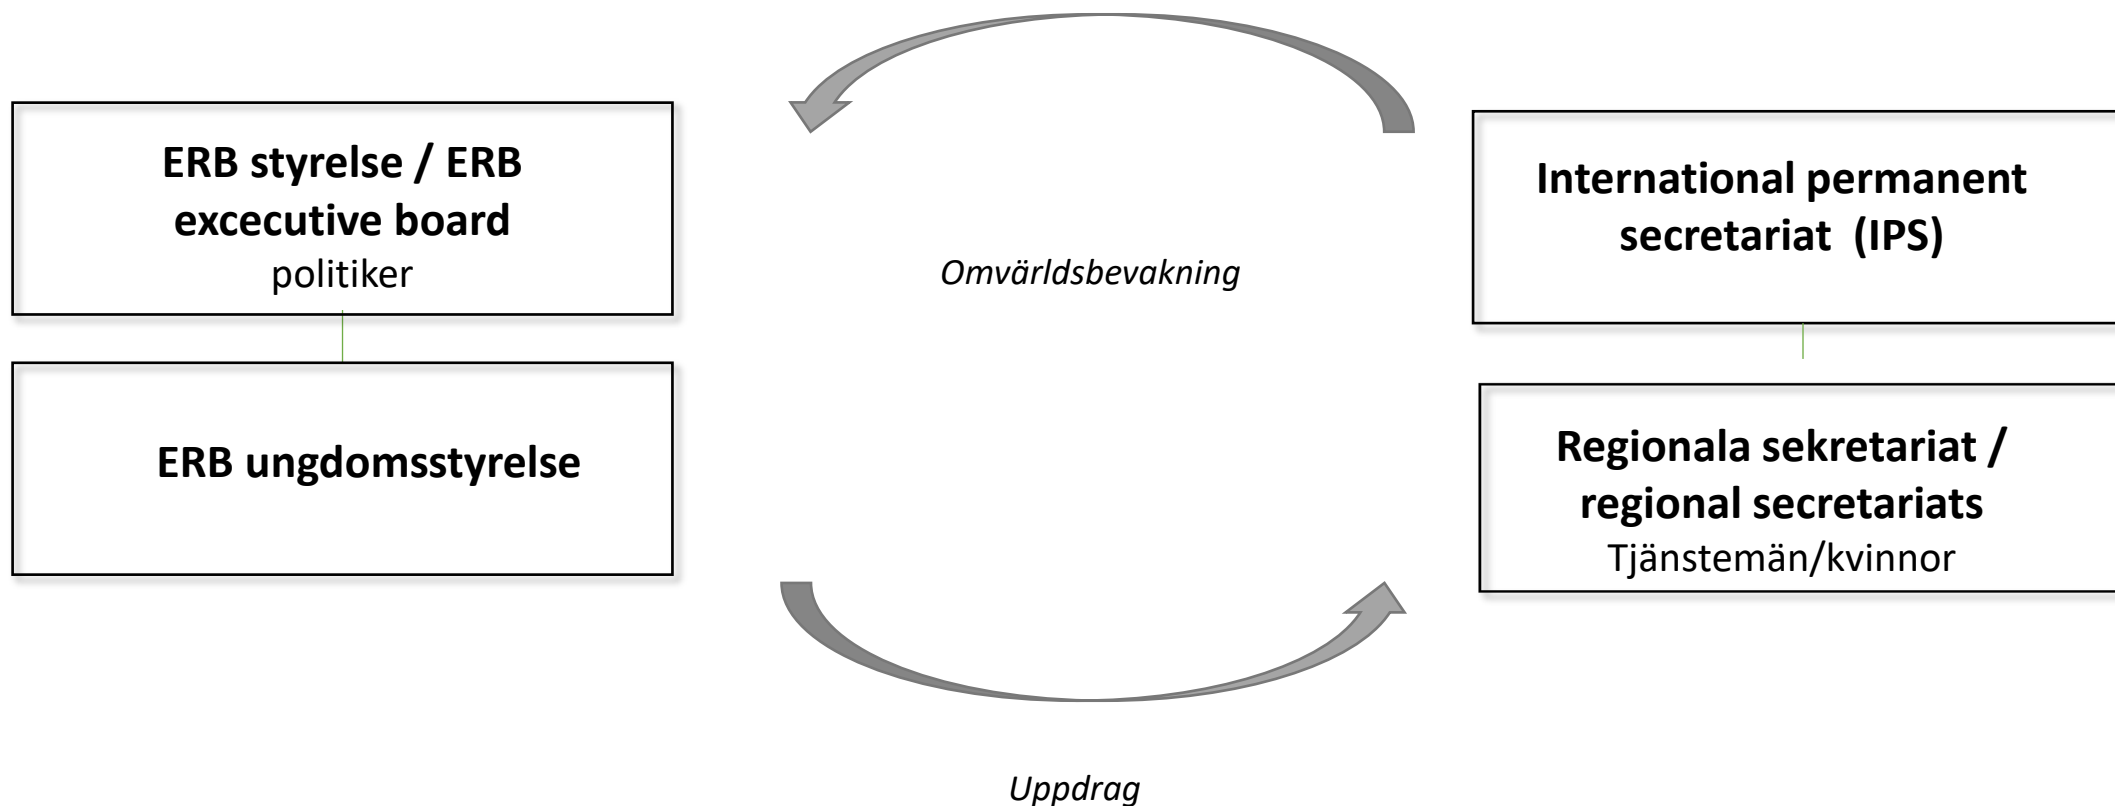 ERB styrelse / ERB
excecutive board
politiker
ERB ungdomsstyrelse
Omvärldsbevakning
Uppdrag
International permanent
secretariat (IPS)
Regionala sekretariat /
regional secretariats
Tjänstemän/kvinnor